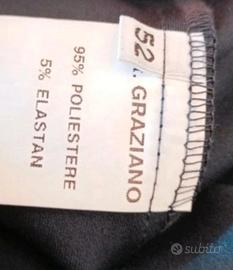 52
. GRAZIANO
95% POLIESTERE
5% ELASTAN
subito